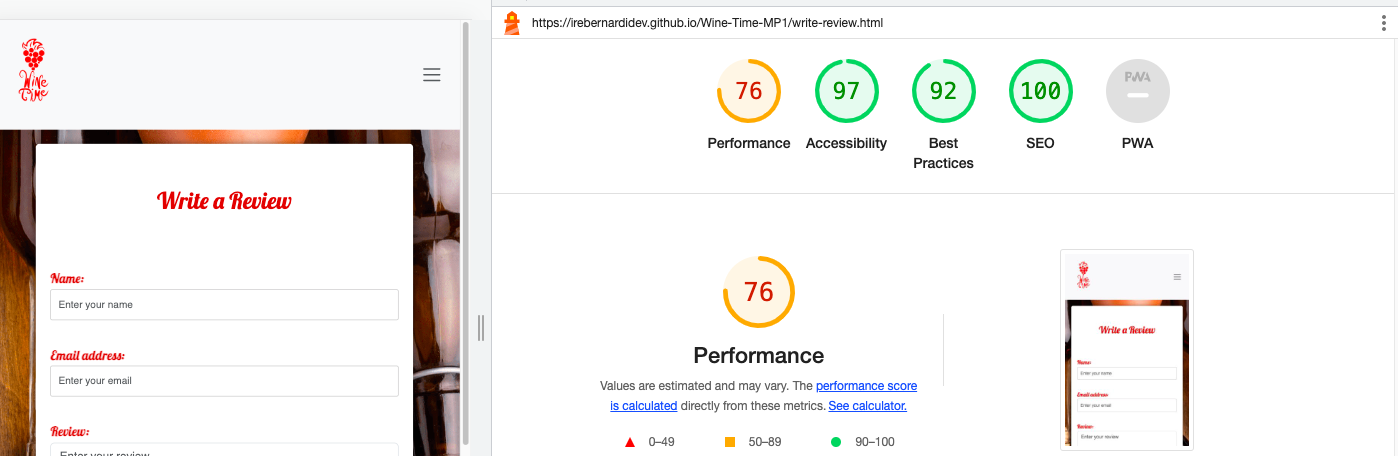 WiNe
TiMe
Write a Review
Name:
Enter your name
Email address:
Enter your email
Review:
Enter your review
https://irebernardidev.github.io/Wine-Time-MP1/write-review.html
76
97
92
100
PWA
Performance
Accessibility
Best
Practices
SEO
PWA
76
Performance
Values are estimated and may vary. The performance score
is calculated directly from these metrics. See calculator.
0–49
50–89
90–100
WiNe
TiMe
Write a Review
Name:
Enter your name
Email address:
Enter your email
Review:
Enter your review